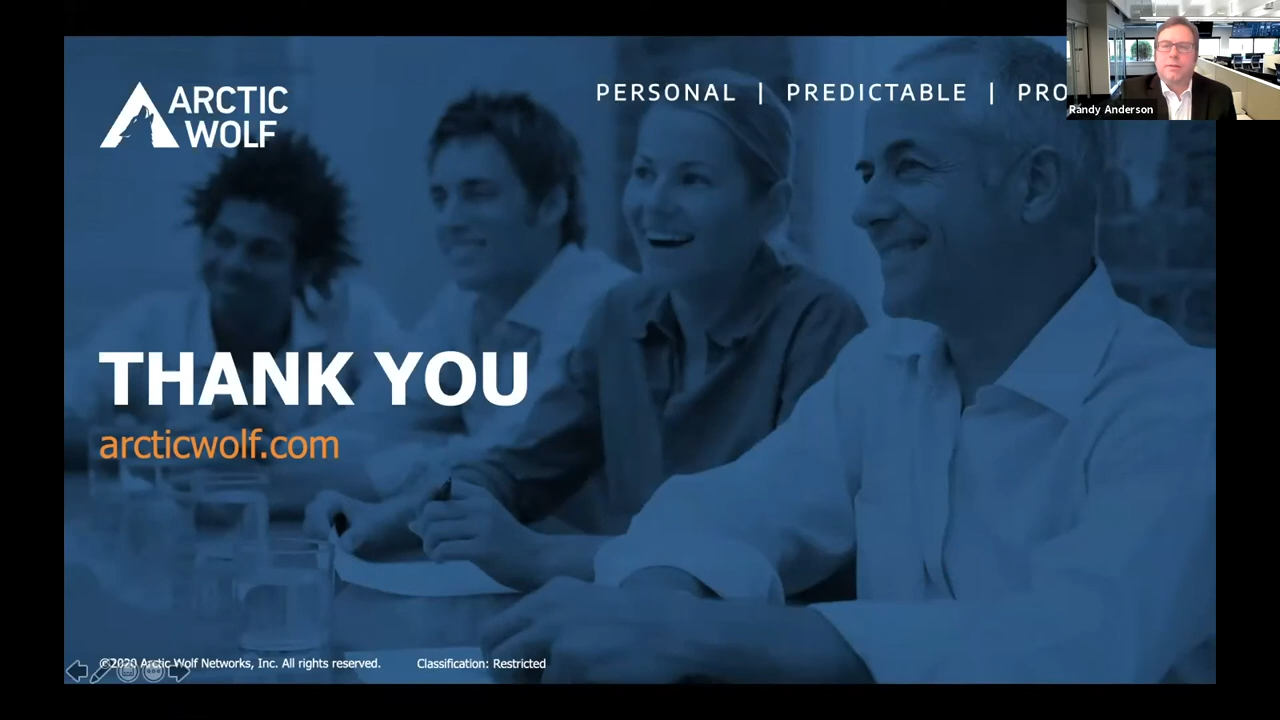 ARCTIC
WOLF
PERSONAL | PREDICTABLE | PRO
Randy Anderson
THANK YOU
arcticwolf.com
©2020 Arctic Wolf Networks, Inc. All rights reserved. Classification: Restricted